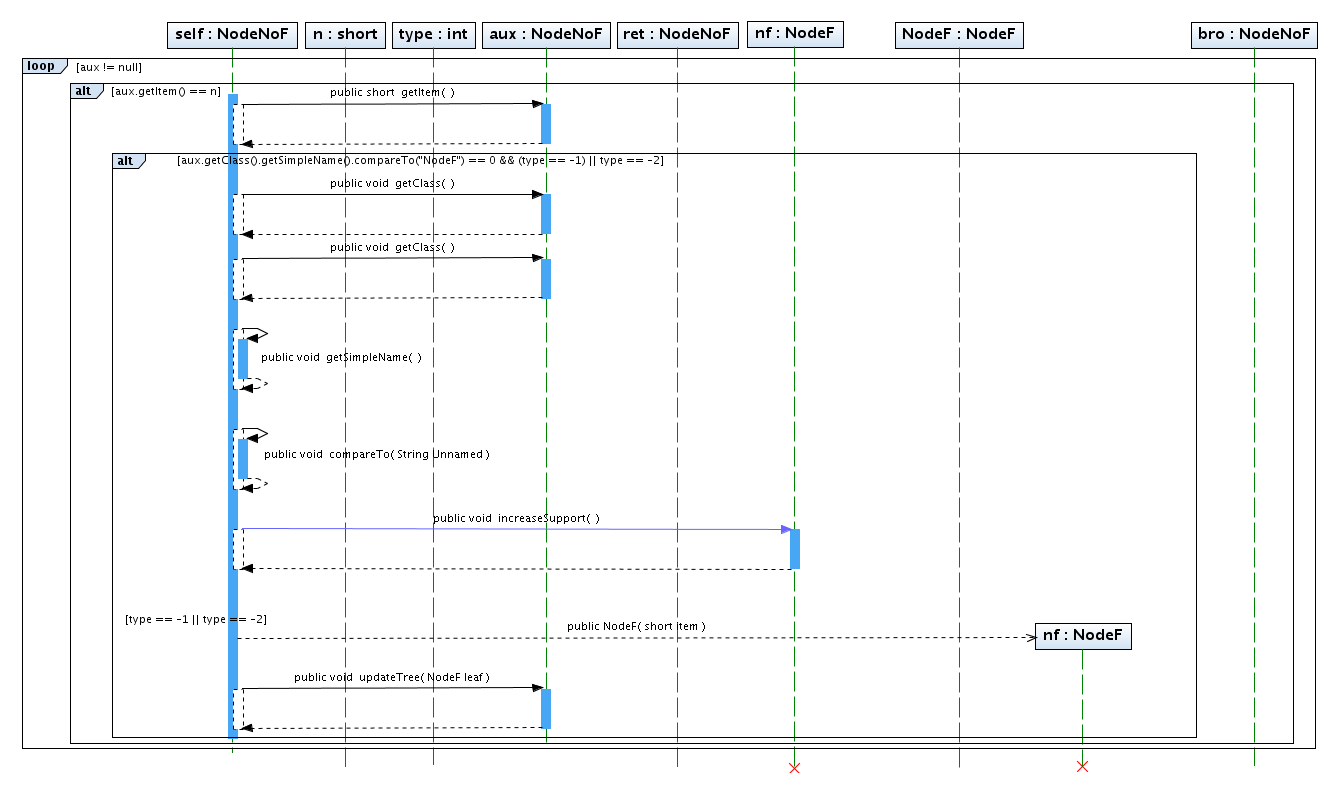 self : NodeNoF
n : short
type : int
aux : NodeNoF
ret : NodeNoF
nf : NodeF
NodeF : NodeF
bro : NodeNoF
loop
[aux != null]
alt
[aux.getItem() == n]
public short getItem( )
alt
[aux.getClass().getSimpleName().compareTo("NodeF") == 0 && (type == -1) || type == -2]
public void getClass( )
public void getClass( )
public void getSimpleName( )
public void compareTo( String Unnamed )
public void increaseSupport( )
[type == -1 || type == -2]
public NodeF( short item )
nf : NodeF
public void updateTree( NodeF leaf )